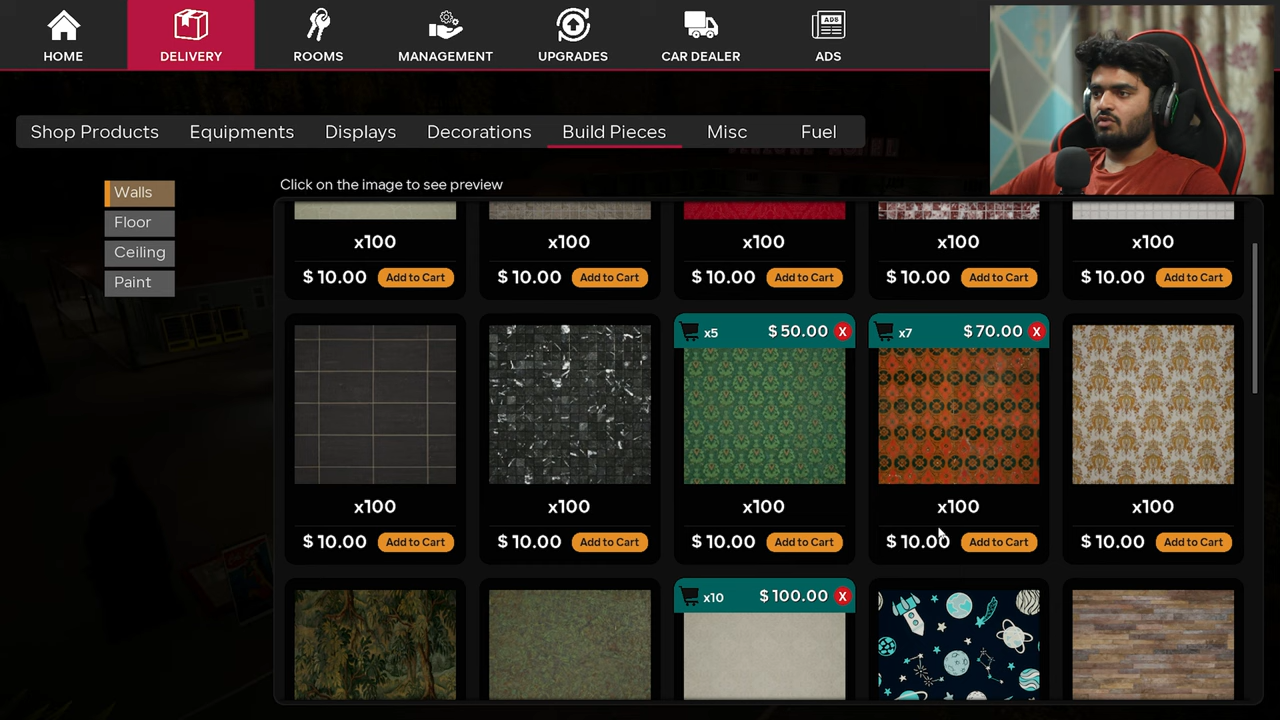 HOME
DELIVERY
ROOMS
MANAGEMENT
UPGRADES
CAR DEALER
ADS
ADS
Shop Products
Equipments
Displays
Decorations
Build Pieces
Misc
Fuel
Walls
Floor
Ceiling
Paint
Click on the image to see preview
x100 x100 x100 x100 x100
$ 10.00 Add to Cart $ 10.00 Add to Cart $ 10.00 Add to Cart $ 10.00 Add to Cart $ 10.00 Add to Cart
x5 $ 50.00 X x7 $ 70.00 X
x100 x100 x100 x100 x100
$ 10.00 Add to Cart $ 10.00 Add to Cart $ 10.00 Add to Cart $ 10.00 Add to Cart $ 10.00 Add to Cart
x10 $ 100.00 X